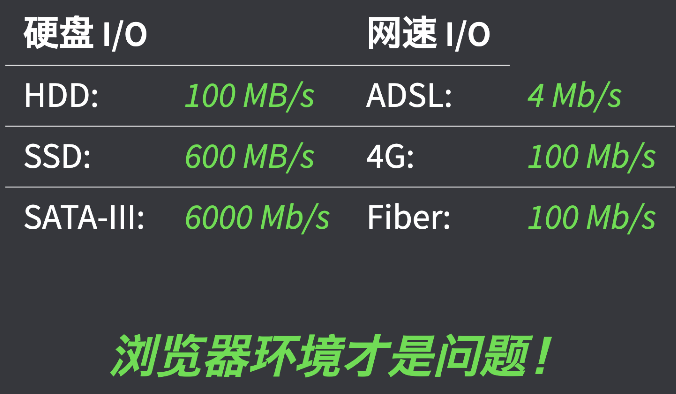 硬盘 I/O 网速 I/O
HDD: 100 MB/s ADSL: 4 Mb/s
SSD: 600 MB/s 4G: 100 Mb/s
SATA-III: 6000 Mb/s Fiber: 100 Mb/s
浏览器环境才是问题！